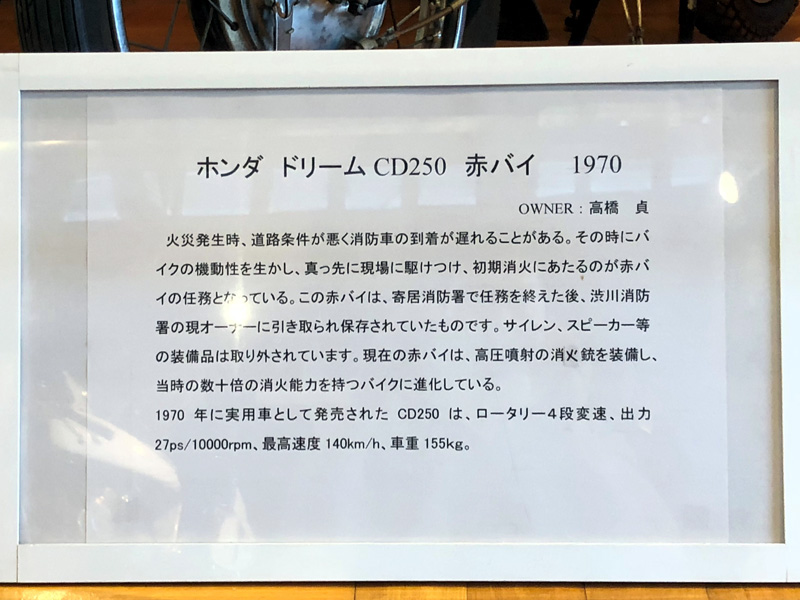 ホンダ ドリーム CD250 赤バイ 1970
OWNER：高橋 貞
火災発生時、道路条件が悪く消防車の到着が遅れることがある。その時にバ
イクの機動性を生かし、真っ先に現場に駆けつけ、初期消火にあたるのが赤バ
イの任務となっている。この赤バイは、寄居消防署で任務を終えた後、渋川消防
署の現オーナーに引き取られ保存されていたものです。サイレン、スピーカー等
の装備品は取り外されています。現在の赤バイは、高圧噴射の消火銃を装備し、
当時の数十倍の消火能力を持つバイクに進化している。
1970 年に実用車として発売された CD250 は、ロータリー４段変速、出力
27ps/10000rpm、最高速度 140km/h、車重 155kg。